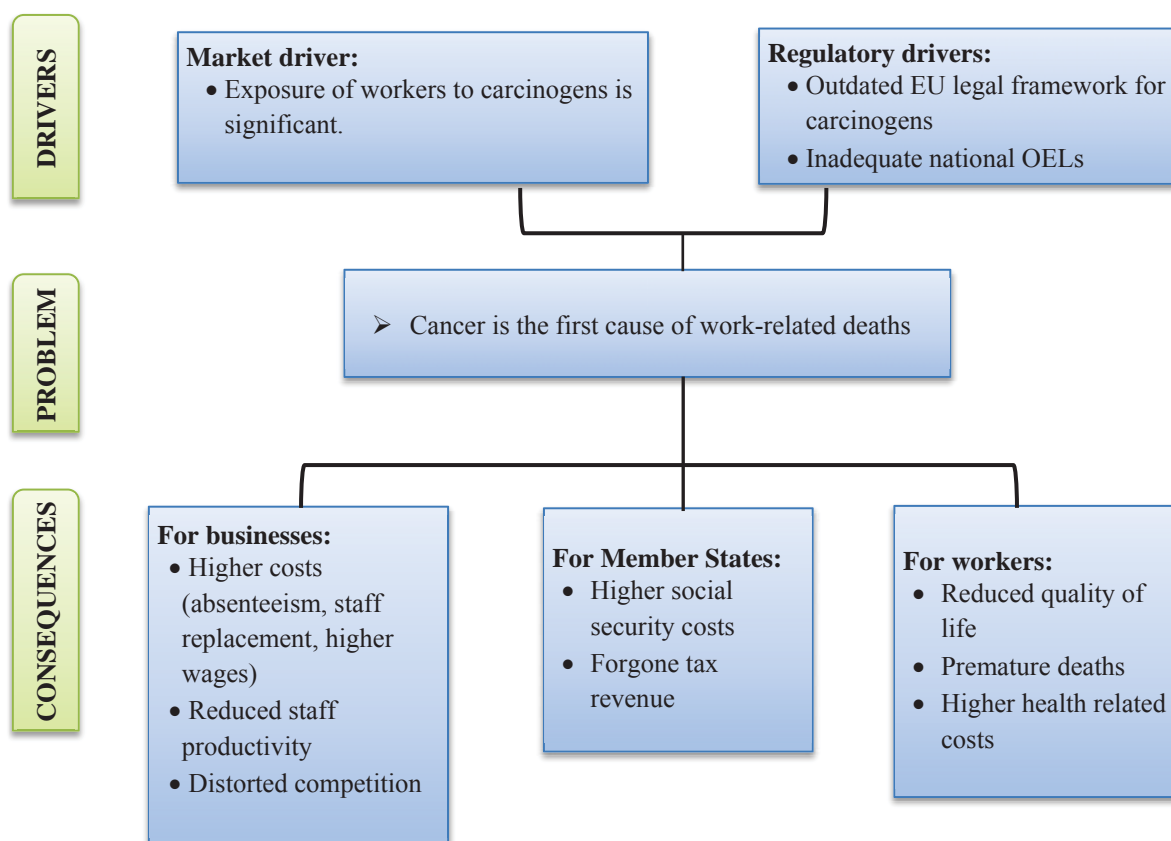 DRIVERS
Market driver:
• Exposure of workers to carcinogens is
significant.
Regulatory drivers:
• Outdated EU legal framework for
carcinogens
• Inadequate national OELs
PROBLEM
➢ Cancer is the first cause of work-related deaths
CONSEQUENCES
For businesses:
• Higher costs
(absenteeism, staff
replacement, higher
wages)
• Reduced staff
productivity
• Distorted competition
For Member States:
• Higher social
security costs
• Forgone tax
revenue
For workers:
• Reduced quality of
life
• Premature deaths
• Higher health related
costs